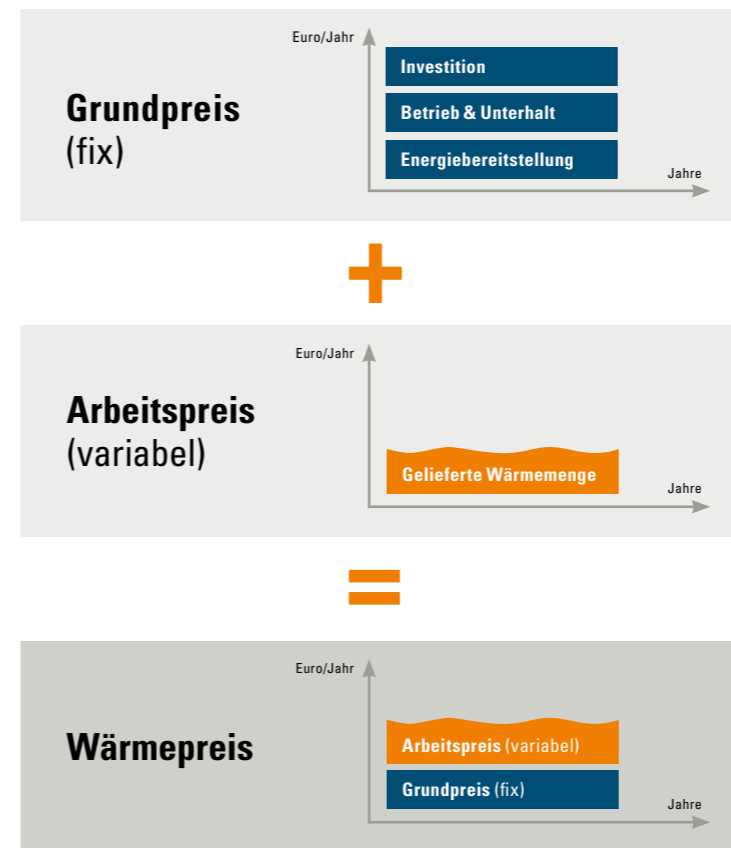 Euro/Jahr
Grundpreis
(fix)
Investition
Betrieb & Unterhalt
Energiebereitstellung
Jahre
+
Euro/Jahr
Arbeitspreis
(variabel)
Gelieferte Wärmemenge
Jahre
=
Euro/Jahr
Wärmepreis
Arbeitspreis (variabel)
Grundpreis (fix)
Jahre